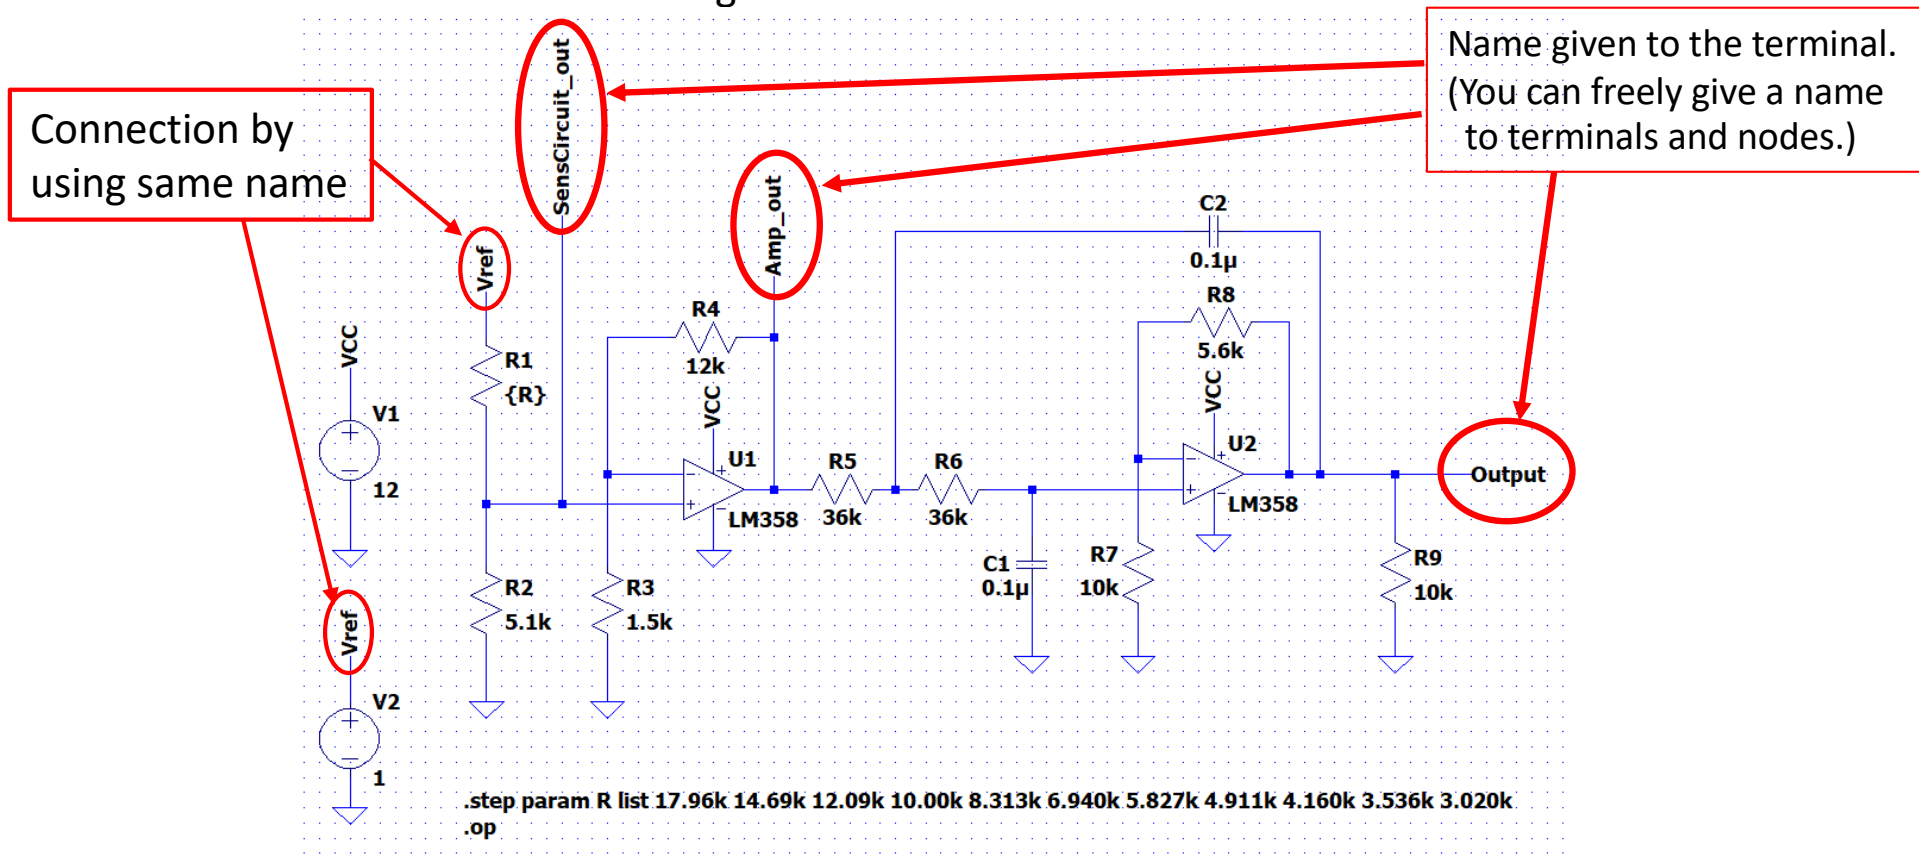 g
Name given to the terminal.
(You can freely give a name
to terminals and nodes.)
Connection by
using same name
SensCircuit_out
Amp_out
Vref
C2
0.1µ
R8
5.6k
R4
12k
VCC
R1
{R}
VCC
VCC
V1
12
U1
LM358
R5
36k
R6
36k
U2
LM358
Output
C1
0.1µ
R7
10k
R9
10k
R2
5.1k
R3
1.5k
Vref
V2
1
.step param R list 17.96k 14.69k 12.09k 10.00k 8.313k 6.940k 5.827k 4.911k 4.160k 3.536k 3.020k
.op